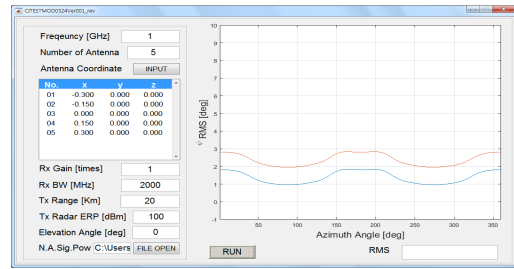 CITESTMOD0324Ver001_rev
Freqeuncy [GHz] 1
Number of Antenna 5
Antenna Coordinate INPUT
No. x y z
01 -0.300 0.000 0.000
02 -0.150 0.000 0.000
03 0.000 0.000 0.000
04 0.150 0.000 0.000
05 0.300 0.000 0.000
Rx Gain [times] 1
Rx BW [MHz] 2000
Tx Range [Km] 20
Tx Radar ERP [dBm] 100
Elevation Angle [deg] 0
N.A.Sig.Pow C:\Users FILE OPEN
10
9
8
7
6
5
4
3
2
1
0
-1
ε RMS [deg]
50 100 150 200 250 300 350
Azimuth Angle [deg]
RUN RMS